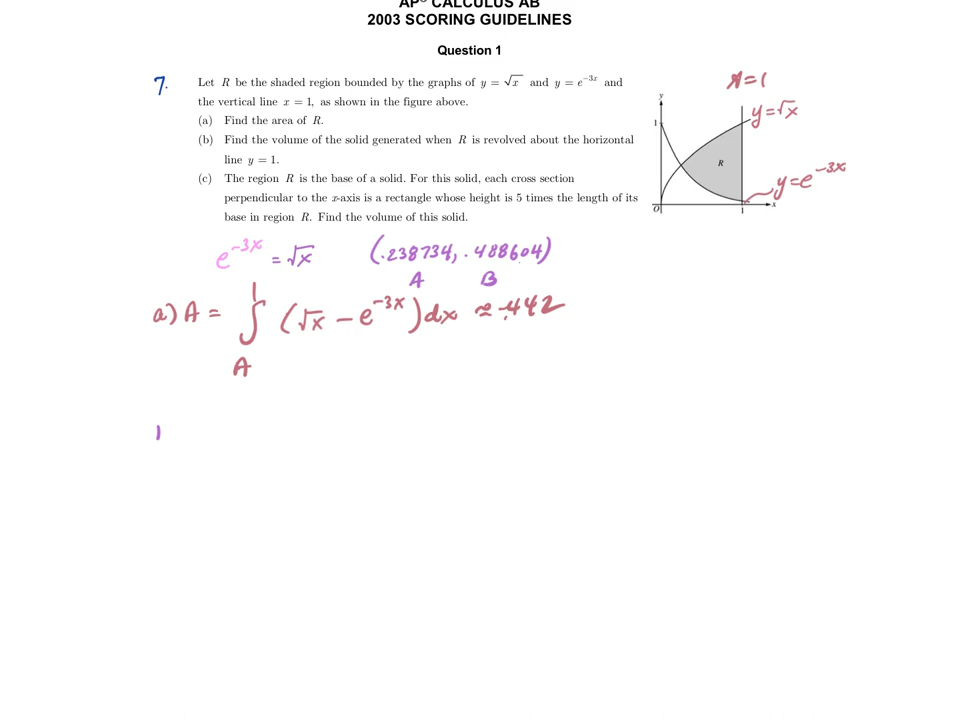 AP® CALCULUS AB
2003 SCORING GUIDELINES
Question 1
7.
Let R be the shaded region bounded by the graphs of y = √x and y = e^{-3x} and
the vertical line x = 1, as shown in the figure above.
(a) Find the area of R.
(b) Find the volume of the solid generated when R is revolved about the horizontal
line y = 1.
(c) The region R is the base of a solid. For this solid, each cross section
perpendicular to the x-axis is a rectangle whose height is 5 times the length of its
base in region R. Find the volume of this solid.
x=1
y
y=√x
1
R
y=e^{-3x}
O
1
x
e^{-3x} = √x
(.238734, .488604)
A B
a) A = ∫_A^1 (√x − e^{-3x}) dx ≈ .442